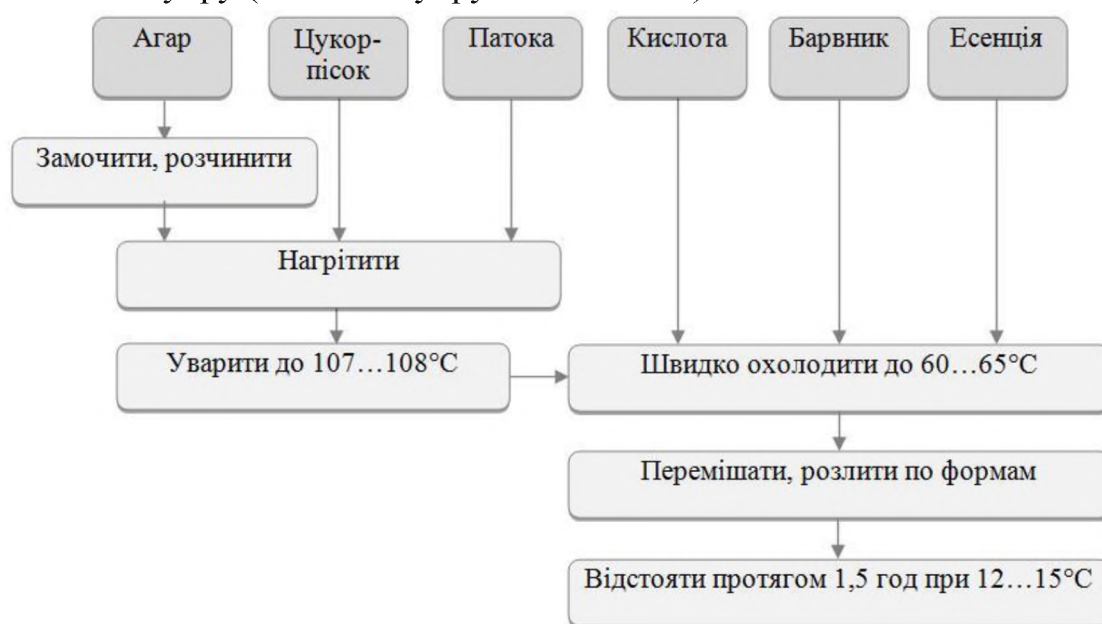 Агар
Цукор-
пісок
Патока
Кислота
Барвник
Есенція
Замочити, розчинити
Нагрітити
Уварити до 107…108°С
Швидко охолодити до 60…65°С
Перемішати, розлити по формам
Відстояти протягом 1,5 год при 12…15°С